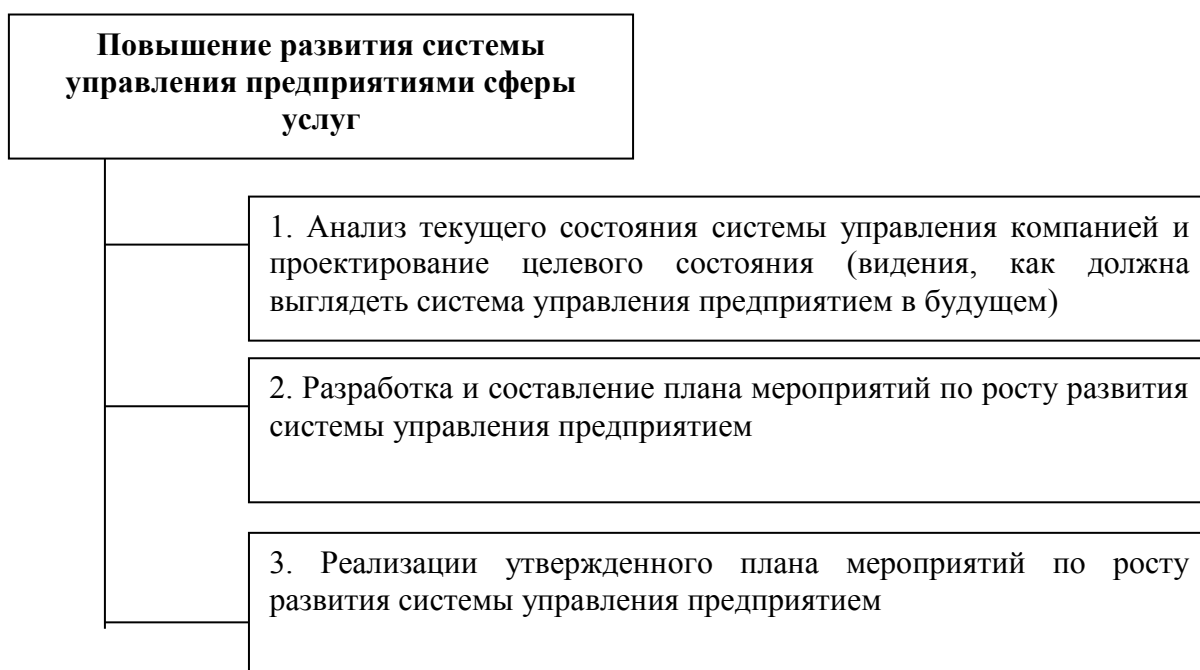 Повышение развития системы
управления предприятиями сферы
услуг
1. Анализ текущего состояния системы управления компанией и
проектирование целевого состояния (видения, как должна
выглядеть система управления предприятием в будущем)
2. Разработка и составление плана мероприятий по росту развития
системы управления предприятием
3. Реализации утвержденного плана мероприятий по росту
развития системы управления предприятием